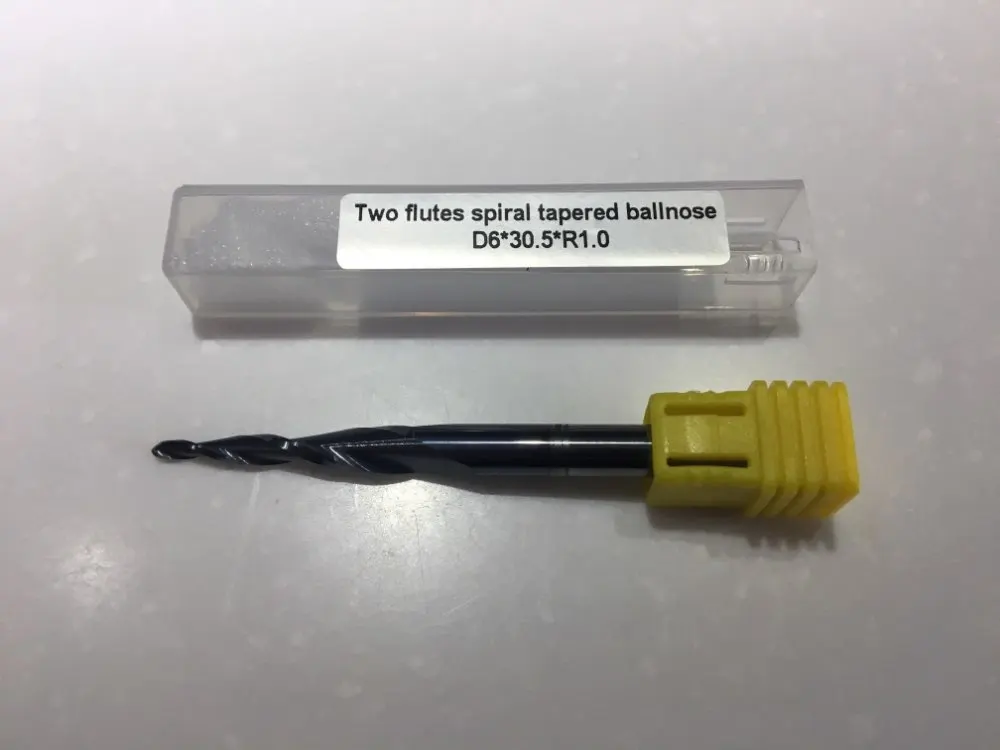 Two flutes spiral tapered ballnose
D6*30.5*R1.0